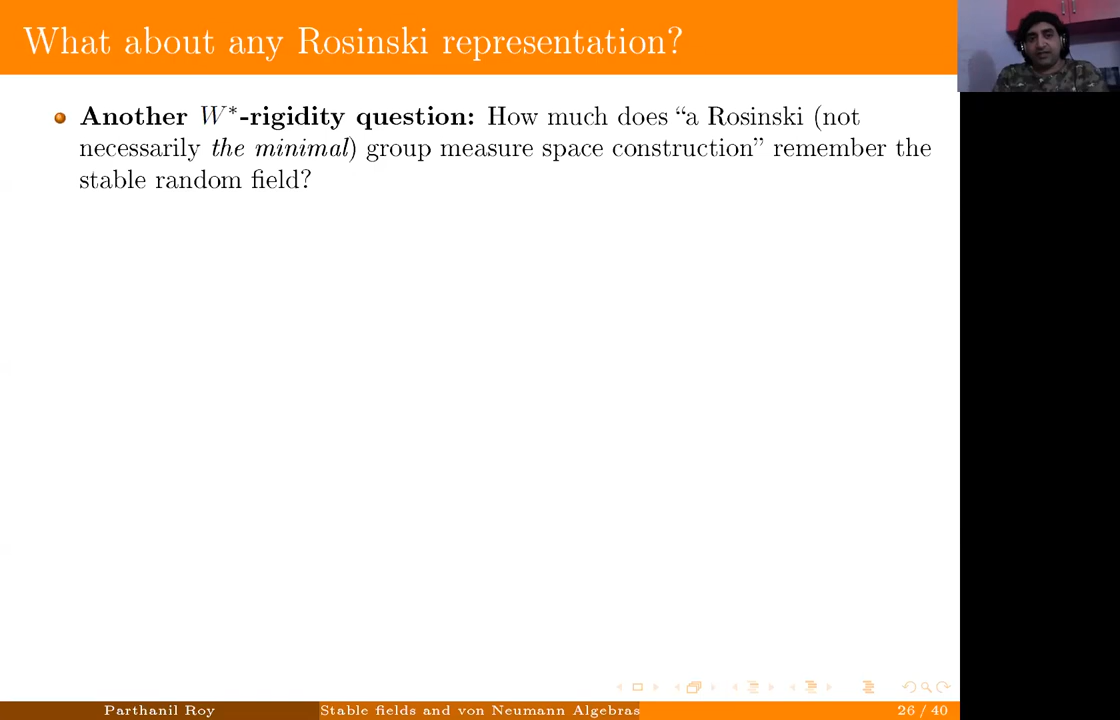 What about any Rosinski representation?
Another W*-rigidity question: How much does “a Rosinski (not
necessarily the minimal) group measure space construction” remember the
stable random field?
Parthanil Roy
Stable fields and von Neumann Algebras
26 / 40